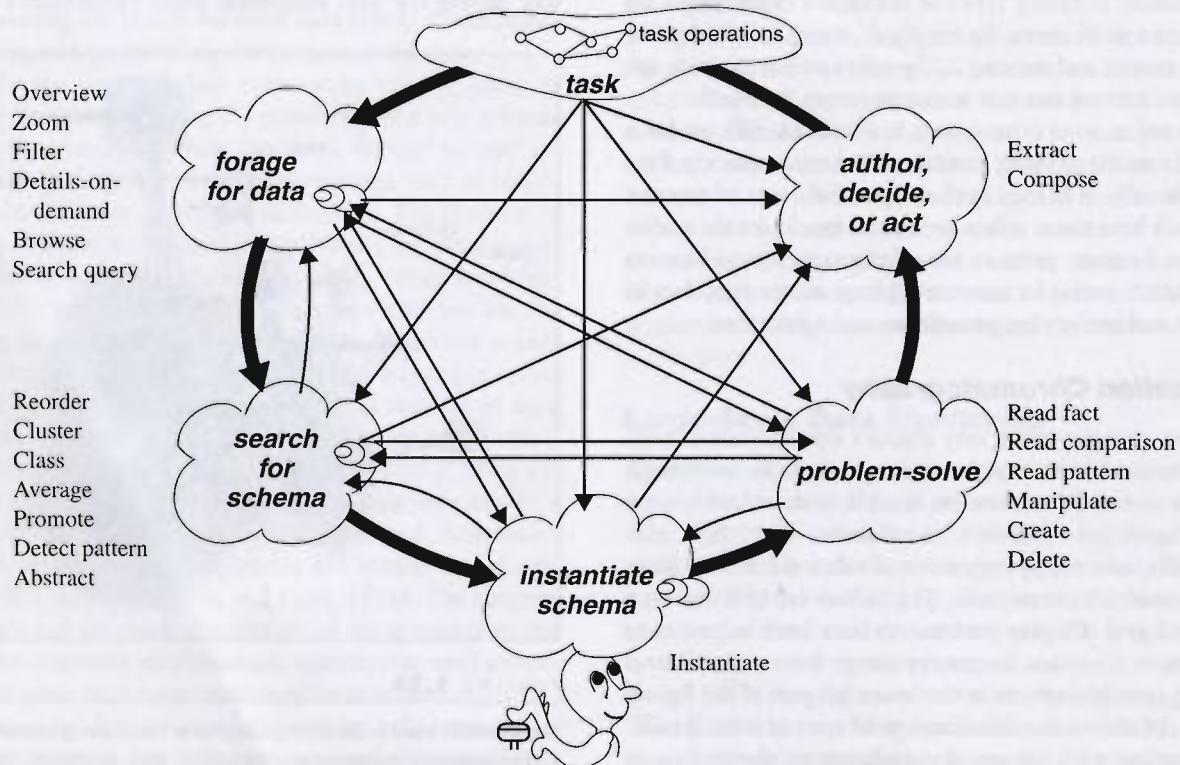 task operations
task
Overview
Zoom
Filter
Details-on-
demand
Browse
Search query
forage
for data
author,
decide,
or act
Extract
Compose
Reorder
Cluster
Class
Average
Promote
Detect pattern
Abstract
search
for
schema
problem-solve
Read fact
Read comparison
Read pattern
Manipulate
Create
Delete
instantiate
schema
Instantiate